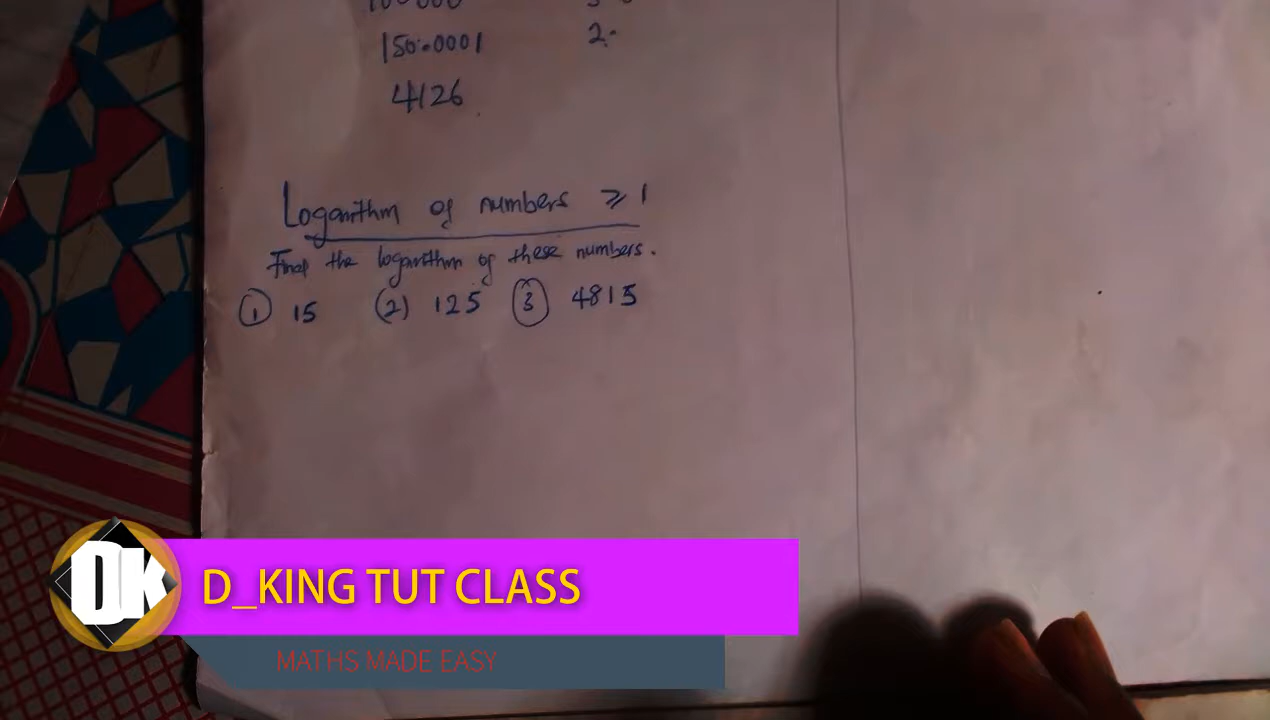 150.0001 2.
4126
Logarithm of numbers ⩾ 1
Find the logarithm of these numbers.
① 15 (2) 125 ③ 4815
DK
D_KING TUT CLASS
MATHS MADE EASY